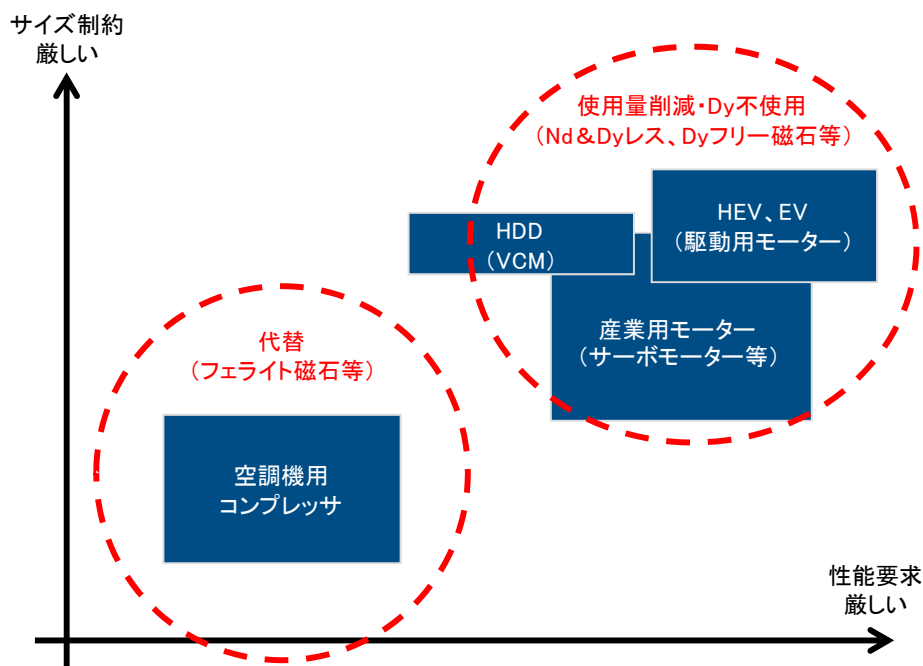 サイズ制約
厳しい
使用量削減・Dy不使用
（Nd＆Dyレス、Dyフリー磁石等）
HEV、EV
（駆動用モーター）
HDD
（VCM）
産業用モーター
（サーボモーター等）
代替
（フェライト磁石等）
空調機用
コンプレッサ
性能要求
厳しい